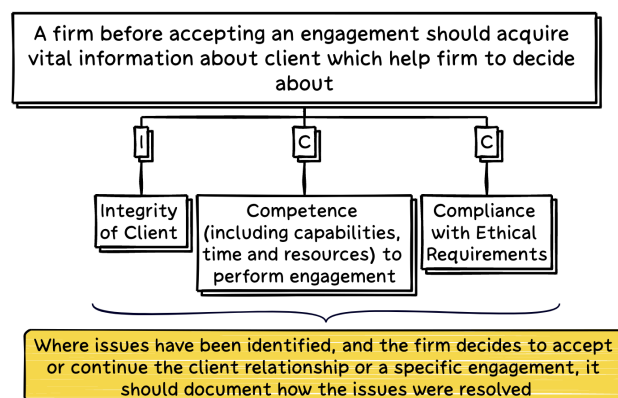 A firm before accepting an engagement should acquire
vital information about client which help firm to decide
about
I
C
C
Integrity
of Client
Competence
(including capabilities,
time and resources) to
perform engagement
Compliance
with Ethical
Requirements
Where issues have been identified, and the firm decides to accept
or continue the client relationship or a specific engagement, it
should document how the issues were resolved